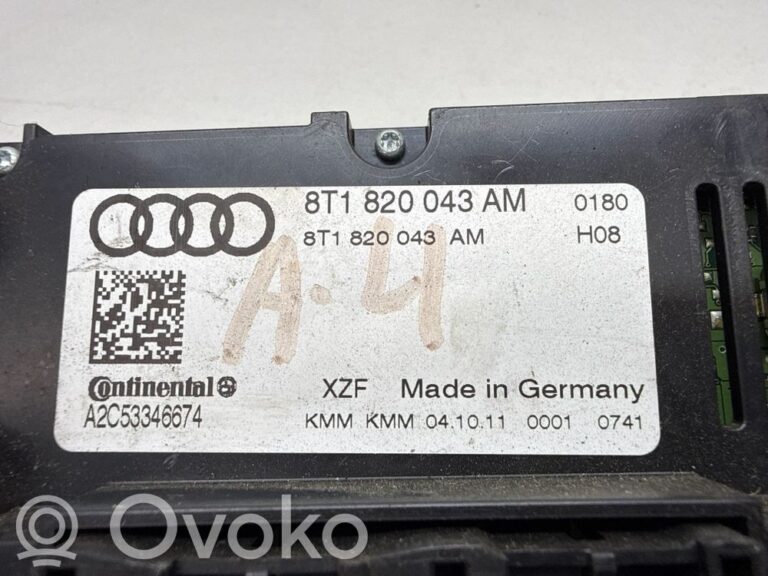 8T1 820 043 AM 0180
8T1 820 043 AM H08
A-4
Continental
A2C53346674
XZF Made in Germany
KMM KMM 04.10.11 0001 0741
Ovoko